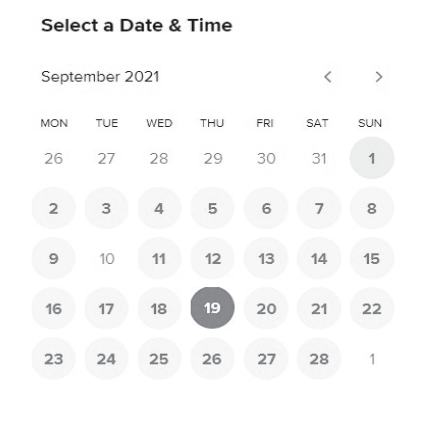 Select a Date & Time
September 2021
MON TUE WED THU FRI SAT SUN
26 27 28 29 30 31 1
2 3 4 5 6 7 8
9 10 11 12 13 14 15
16 17 18 19 20 21 22
23 24 25 26 27 28 1